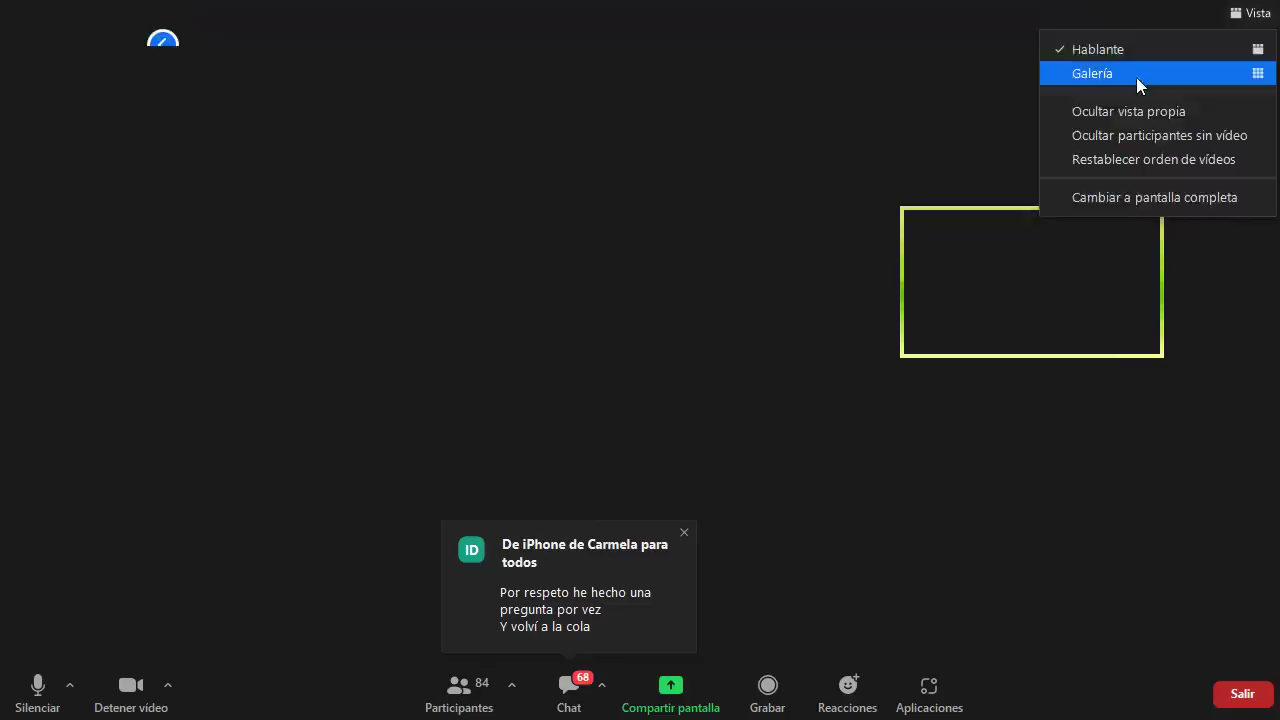 Vista
Hablante
Galería
Ocultar vista propia
Ocultar participantes sin vídeo
Restablecer orden de vídeos
Cambiar a pantalla completa
ID
De iPhone de Carmela para
todos
Por respeto he hecho una
pregunta por vez
Y volví a la cola
84
68
Silenciar
Detener vídeo
Participantes
Chat
Compartir pantalla
Grabar
Reacciones
Aplicaciones
Salir